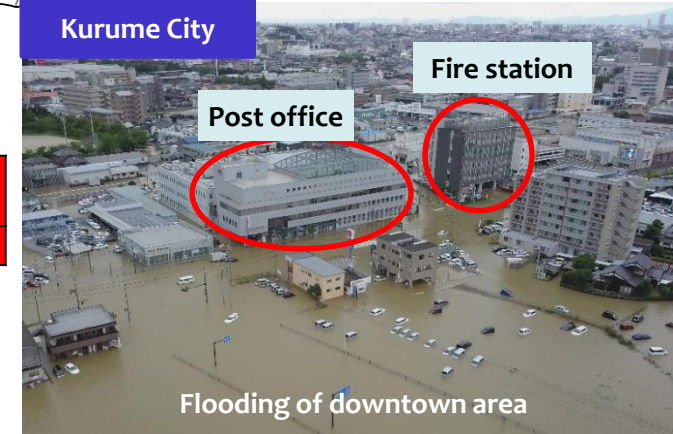 Kurume City
Fire station
Post office
Flooding of downtown area